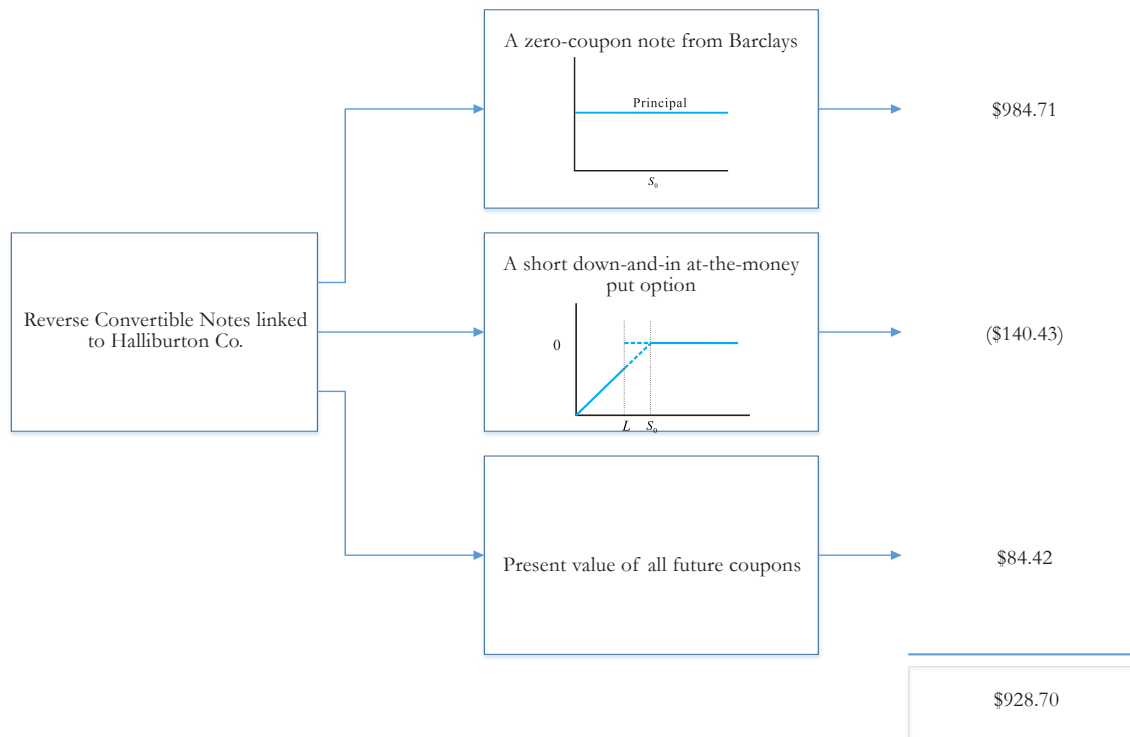 A zero-coupon note from Barclays
Principal
S₀
$984.71
Reverse Convertible Notes linked
to Halliburton Co.
A short down-and-in at-the-money
put option
0
L S₀
($140.43)
Present value of all future coupons
$84.42
$928.70